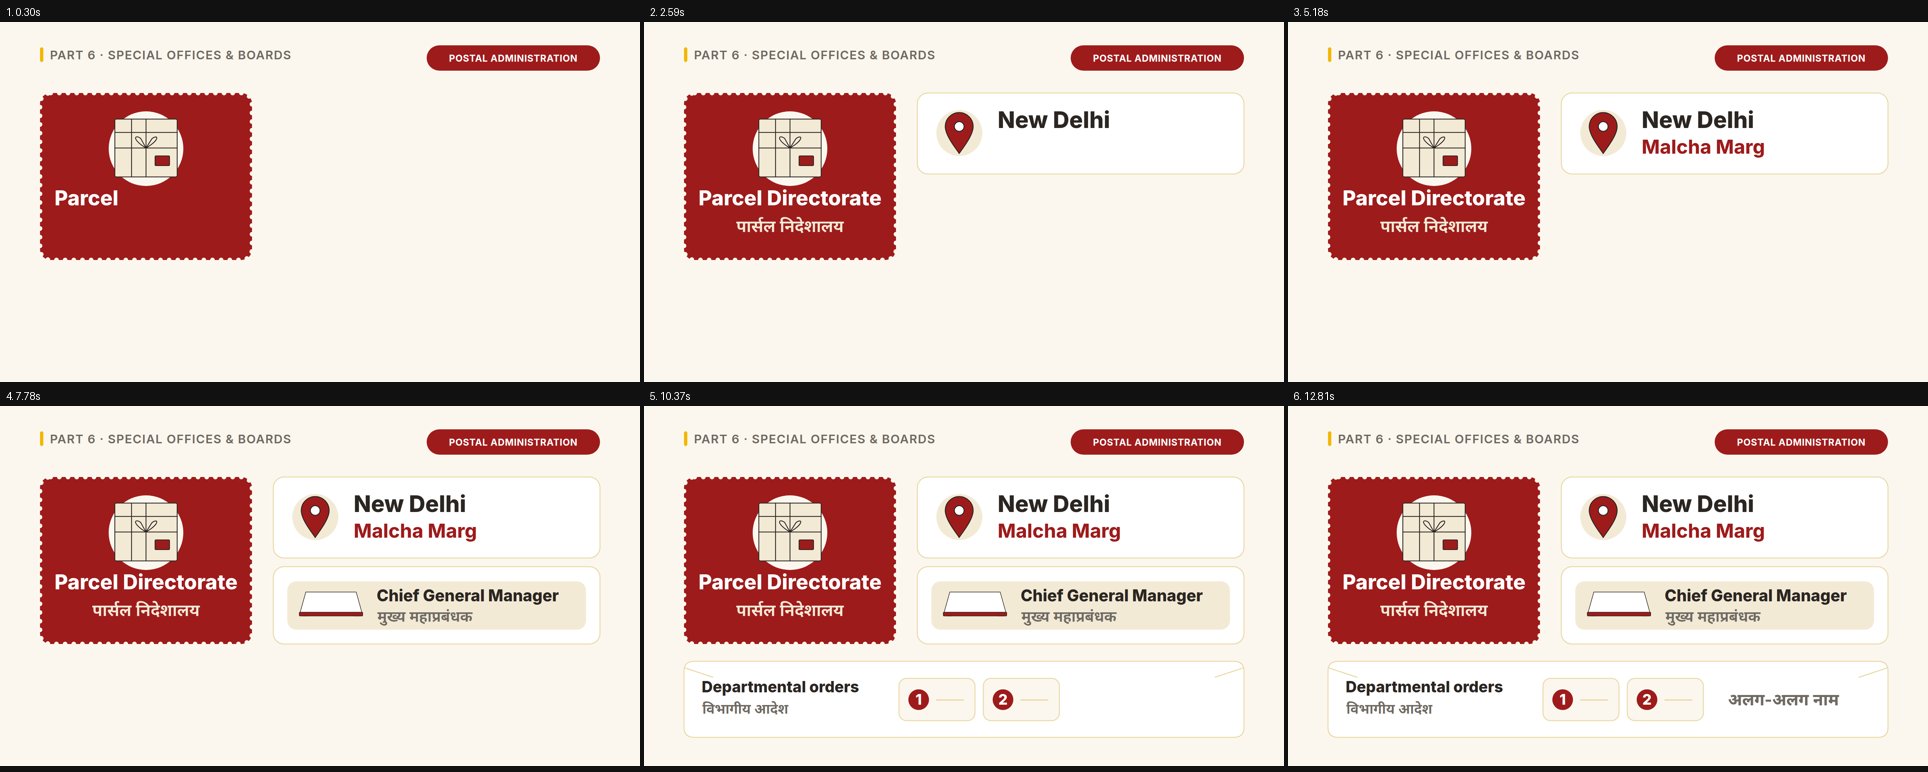 1. 0.30s
PART 6 · SPECIAL OFFICES & BOARDS
POSTAL ADMINISTRATION
Parcel
2. 2.59s
PART 6 · SPECIAL OFFICES & BOARDS
POSTAL ADMINISTRATION
Parcel Directorate
पार्सल निदेशालय
New Delhi
3. 5.18s
PART 6 · SPECIAL OFFICES & BOARDS
POSTAL ADMINISTRATION
Parcel Directorate
पार्सल निदेशालय
New Delhi
Malcha Marg
4. 7.78s
PART 6 · SPECIAL OFFICES & BOARDS
POSTAL ADMINISTRATION
Parcel Directorate
पार्सल निदेशालय
New Delhi
Malcha Marg
Chief General Manager
मुख्य महाप्रबंधक
5. 10.37s
PART 6 · SPECIAL OFFICES & BOARDS
POSTAL ADMINISTRATION
Parcel Directorate
पार्सल निदेशालय
New Delhi
Malcha Marg
Chief General Manager
मुख्य महाप्रबंधक
Departmental orders
विभागीय आदेश
1
2
6. 12.81s
PART 6 · SPECIAL OFFICES & BOARDS
POSTAL ADMINISTRATION
Parcel Directorate
पार्सल निदेशालय
New Delhi
Malcha Marg
Chief General Manager
मुख्य महाप्रबंधक
Departmental orders
विभागीय आदेश
1
2
अलग-अलग नाम